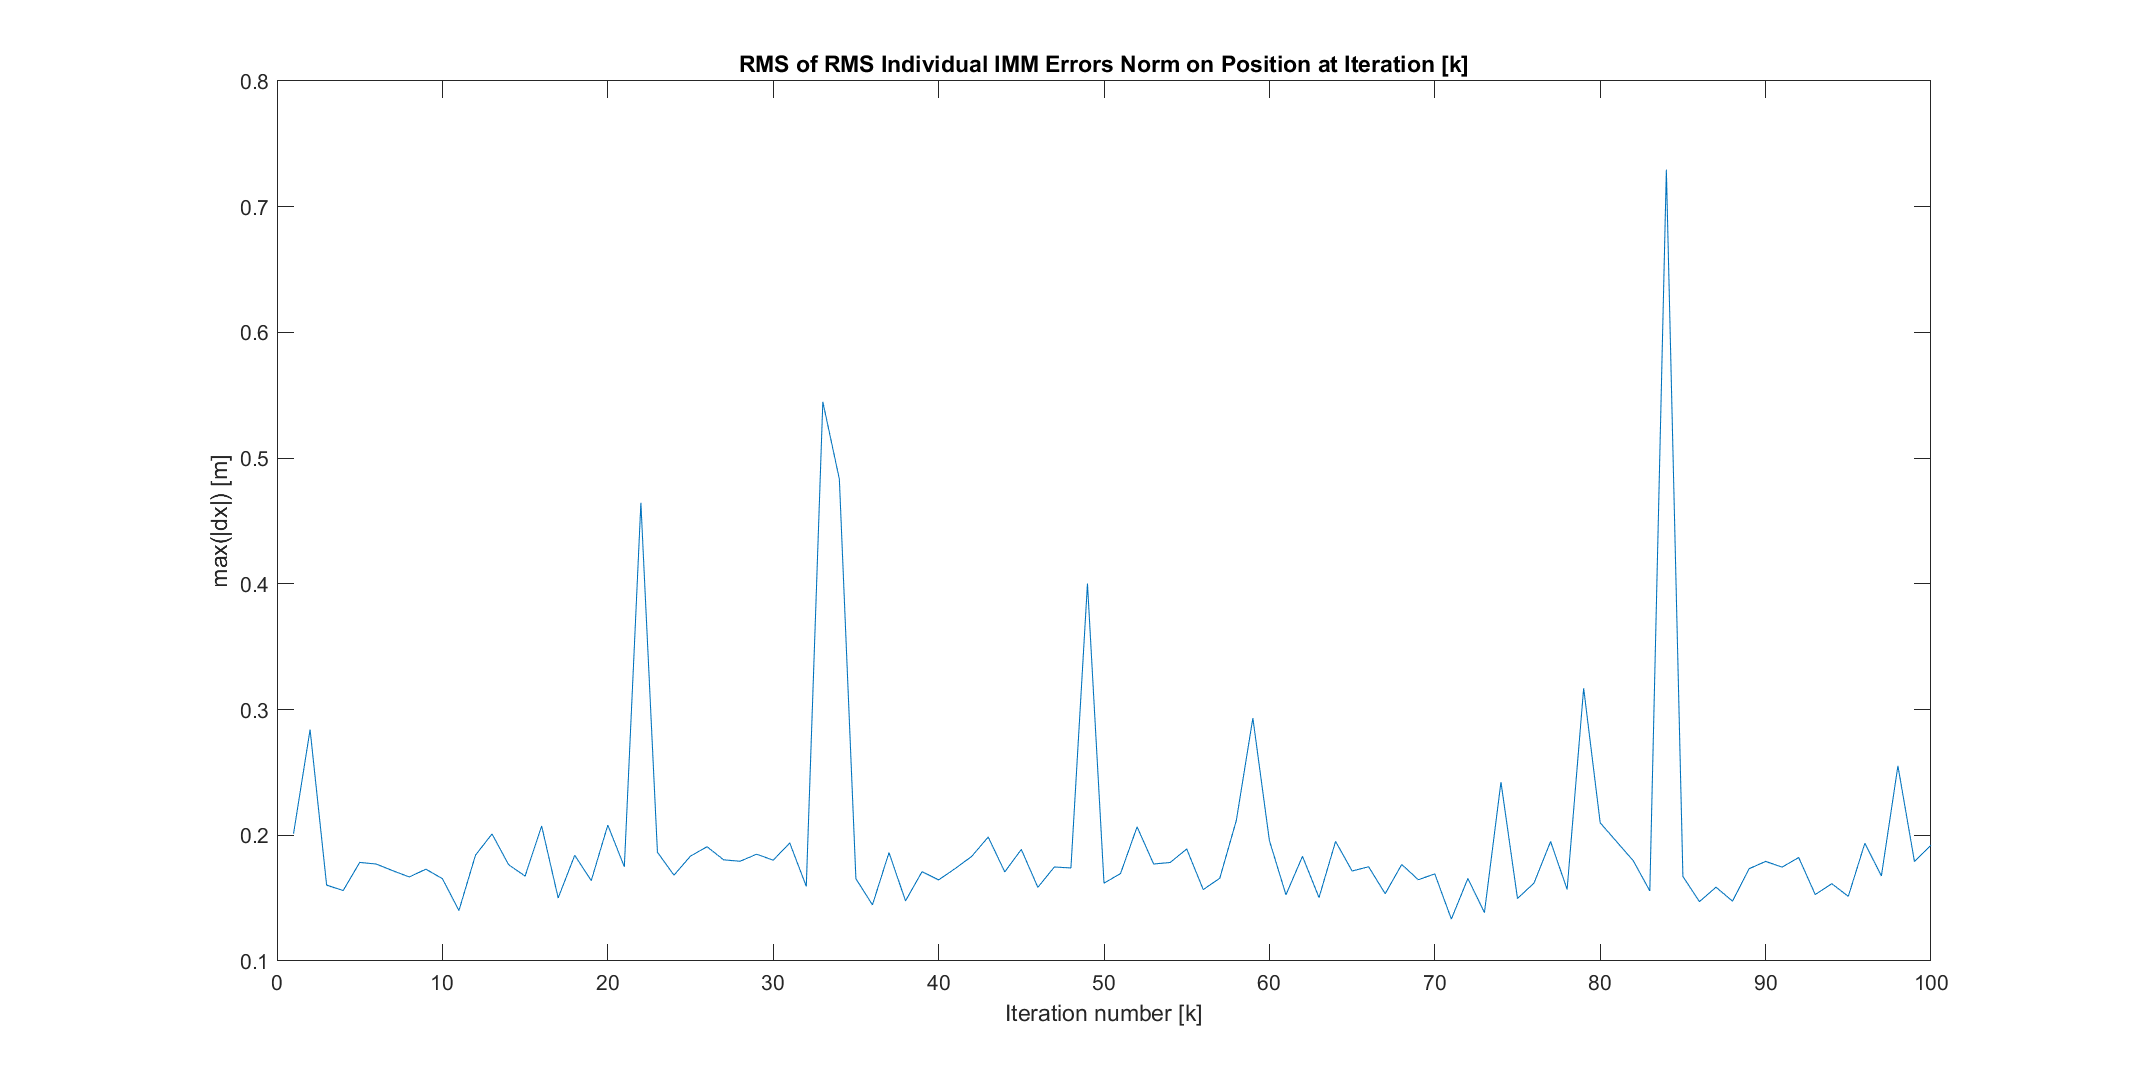 RMS of RMS Individual IMM Errors Norm on Position at Iteration [k]
0.8
0.7
0.6
0.5
0.4
0.3
0.2
0.1
max(|dx|) [m]
0 10 20 30 40 50 60 70 80 90 100
Iteration number [k]